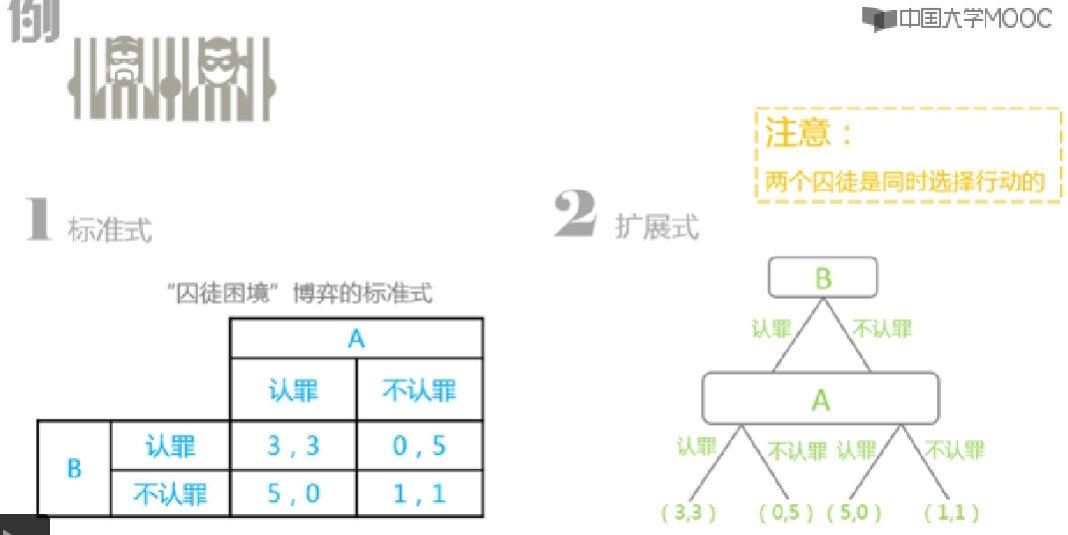 例
中国大学MOOC
注意：
两个囚徒是同时选择行动的
1 标准式
2 扩展式
“囚徒困境”博弈的标准式
A
认罪 不认罪
B
认罪 3，3 0，5
不认罪 5，0 1，1
B
认罪 不认罪
A
认罪 不认罪 认罪 不认罪
（3,3） （0,5）（5,0） （1,1）